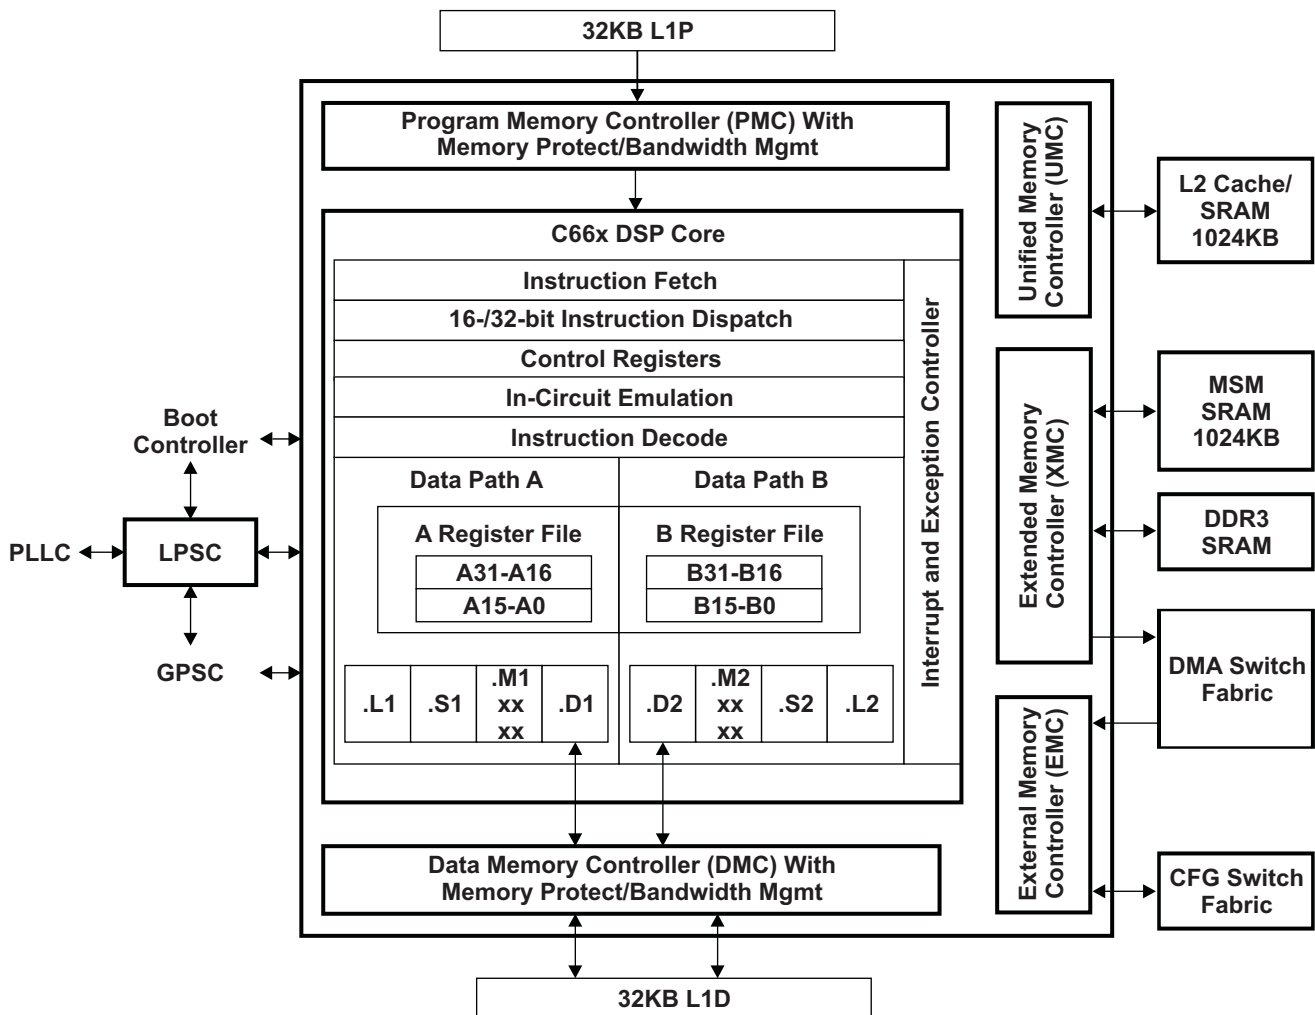 32KB L1P
Program Memory Controller (PMC) With
Memory Protect/Bandwidth Mgmt
C66x DSP Core
Instruction Fetch
16-/32-bit Instruction Dispatch
Control Registers
In-Circuit Emulation
Instruction Decode
Interrupt and Exception Controller
Data Path A
Data Path B
A Register File
A31-A16
A15-A0
B Register File
B31-B16
B15-B0
.L1
.S1
.M1
xx
xx
.D1
.D2
.M2
xx
xx
.S2
.L2
Data Memory Controller (DMC) With
Memory Protect/Bandwidth Mgmt
32KB L1D
Boot
Controller
PLLC
LPSC
GPSC
Unified Memory
Controller (UMC)
Extended Memory
Controller (XMC)
External Memory
Controller (EMC)
L2 Cache/
SRAM
1024KB
MSM
SRAM
1024KB
DDR3
SRAM
DMA Switch
Fabric
CFG Switch
Fabric